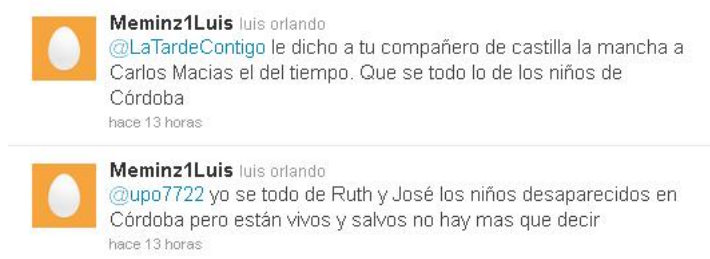 Meminz1Luis luis orlando
@LaTardeContigo le dicho a tu compañero de castilla la mancha a
Carlos Macias el del tiempo. Que se todo lo de los niños de
Córdoba
hace 13 horas
Meminz1Luis luis orlando
@upo7722 yo se todo de Ruth y José los niños desaparecidos en
Córdoba pero están vivos y salvos no hay mas que decir
hace 13 horas